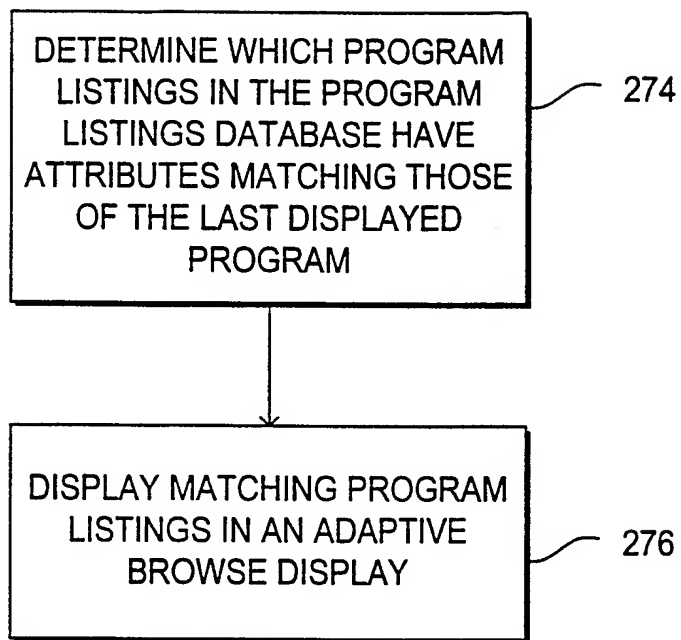 DETERMINE WHICH PROGRAM
LISTINGS IN THE PROGRAM
LISTINGS DATABASE HAVE
ATTRIBUTES MATCHING THOSE
OF THE LAST DISPLAYED
PROGRAM
274
DISPLAY MATCHING PROGRAM
LISTINGS IN AN ADAPTIVE
BROWSE DISPLAY
276